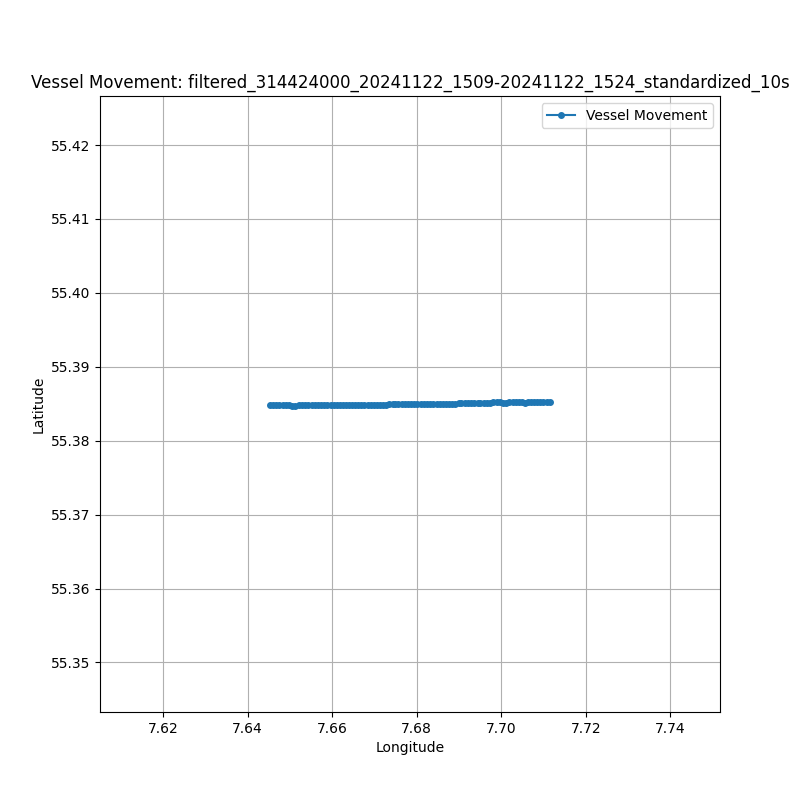 Vessel Movement: filtered_314424000_20241122_1509-20241122_1524_standardized_10s
Vessel Movement
55.42
55.41
55.40
55.39
55.38
55.37
55.36
55.35
Latitude
7.62 7.64 7.66 7.68 7.70 7.72 7.74
Longitude